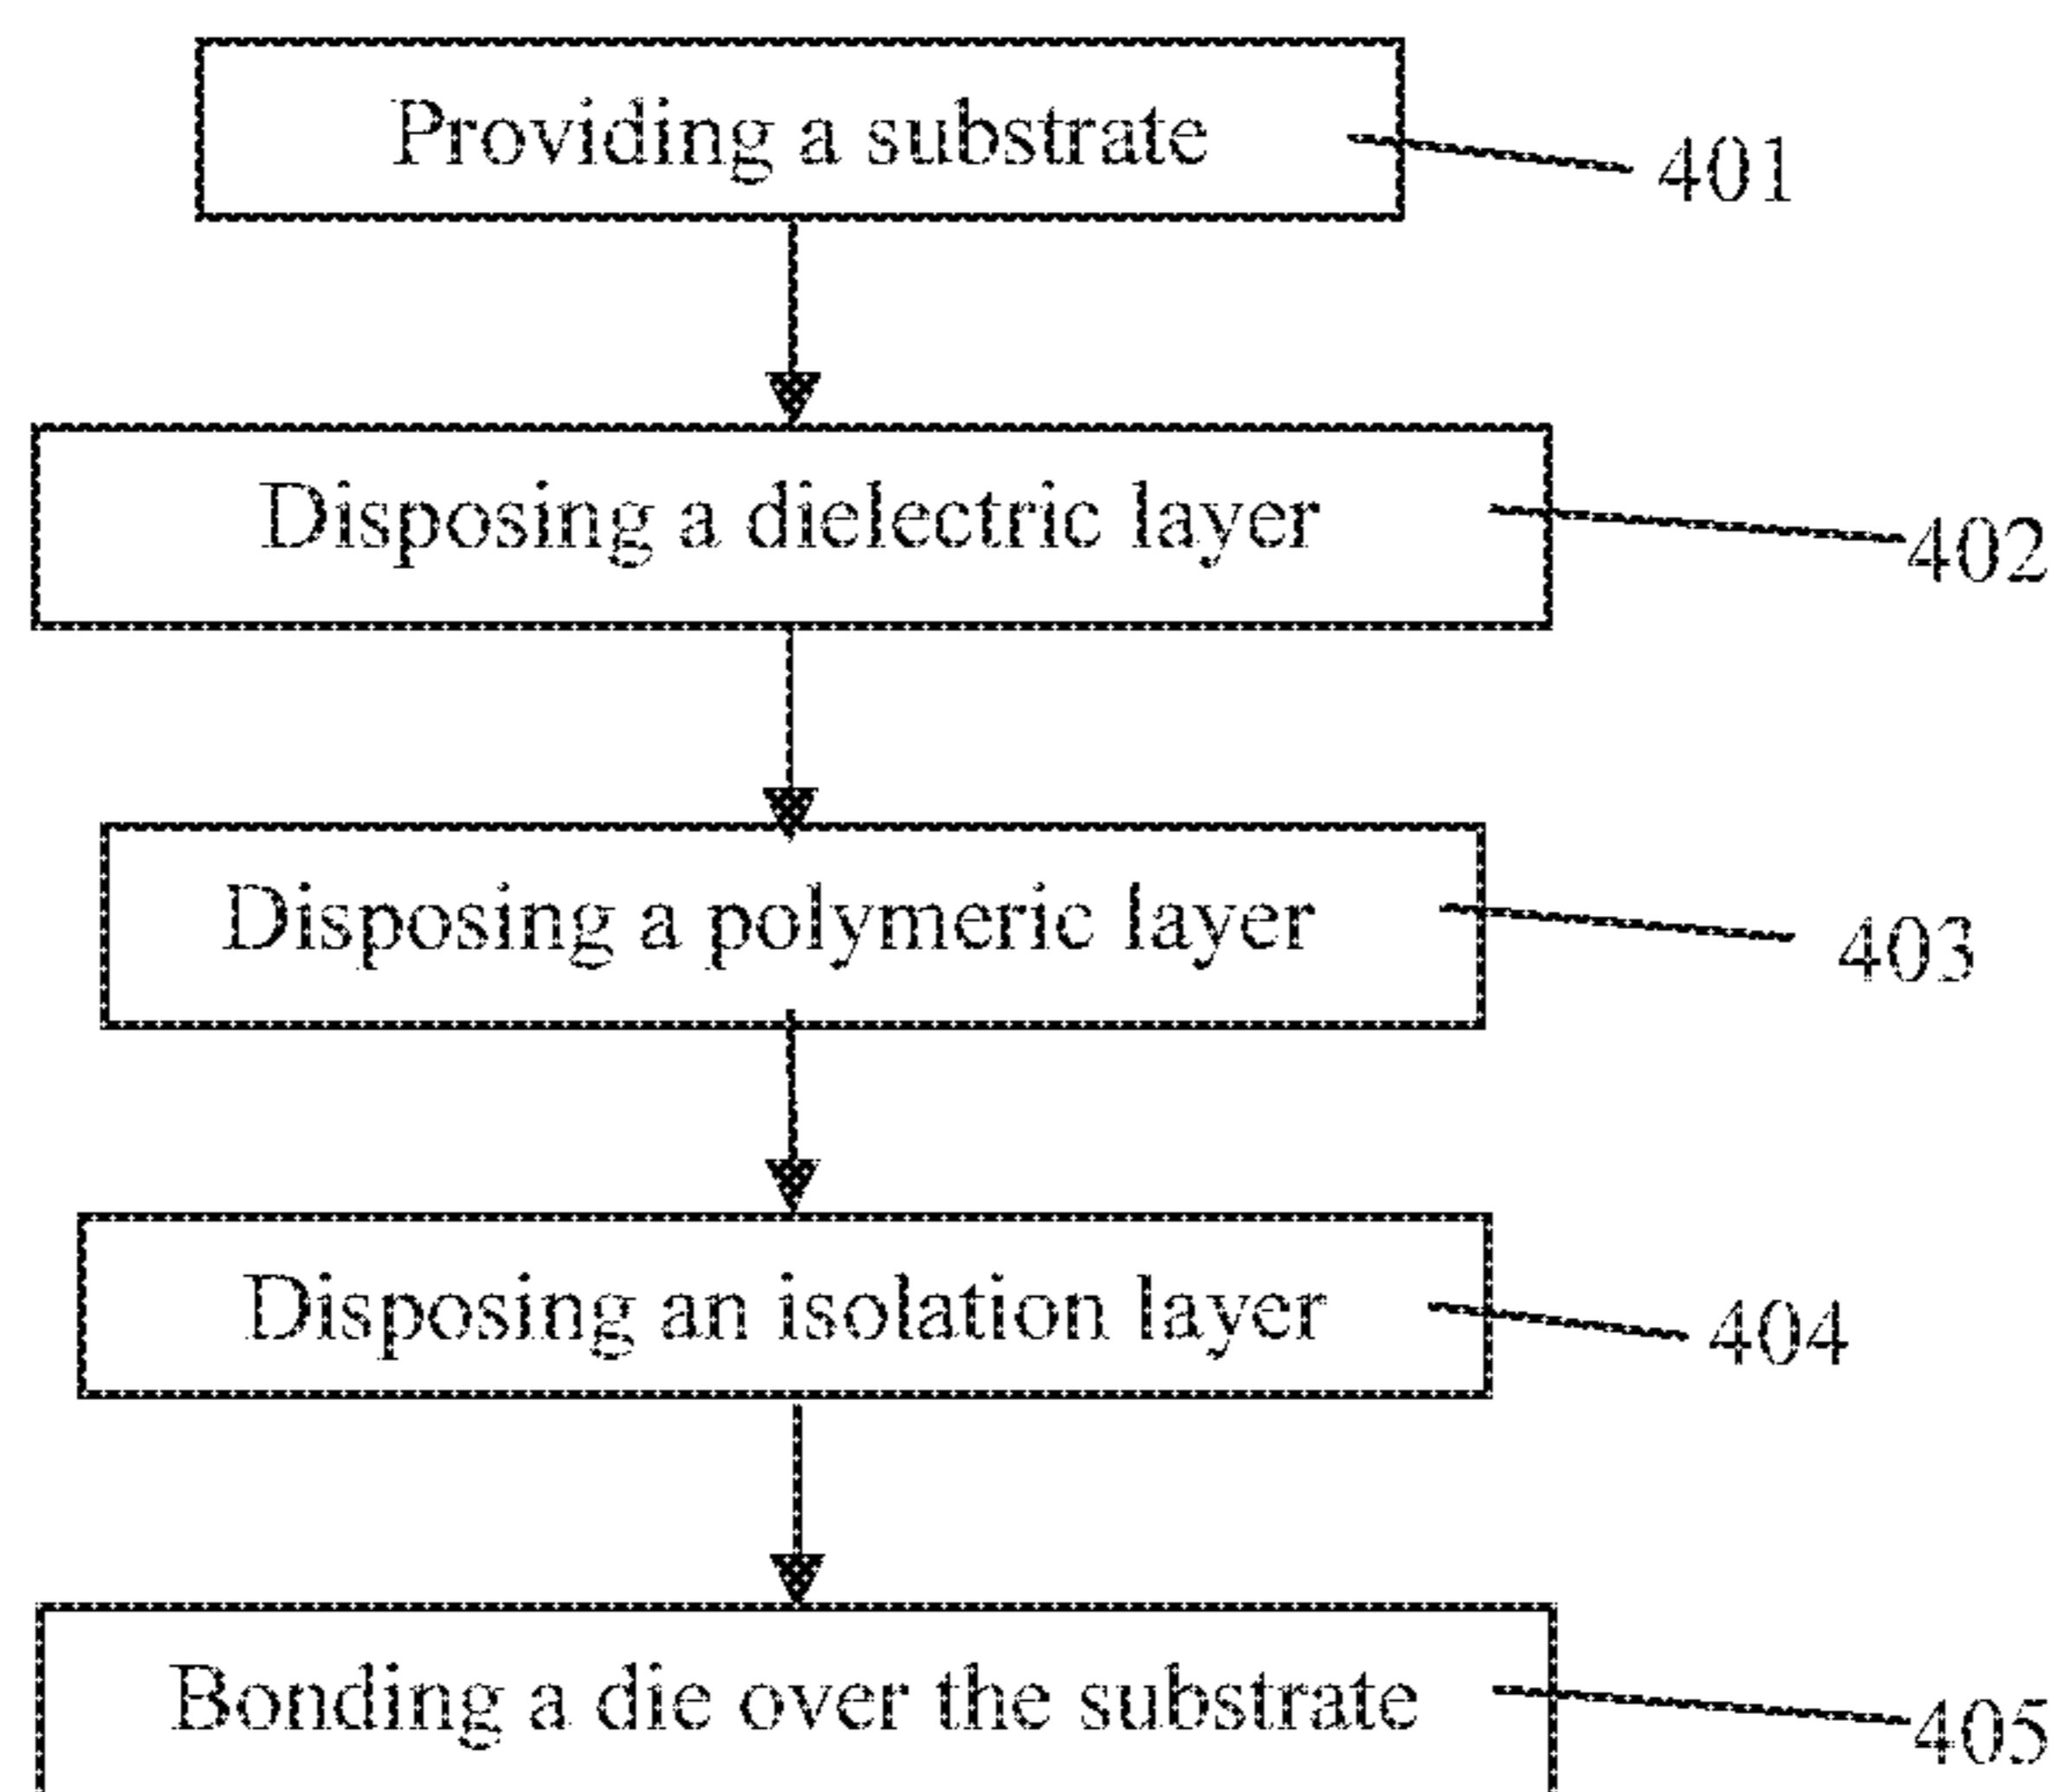 Providing a substrate
401
Disposing a dielectric layer
402
Disposing a polymeric layer
403
Disposing an isolation layer
404
Bonding a die over the substrate
405